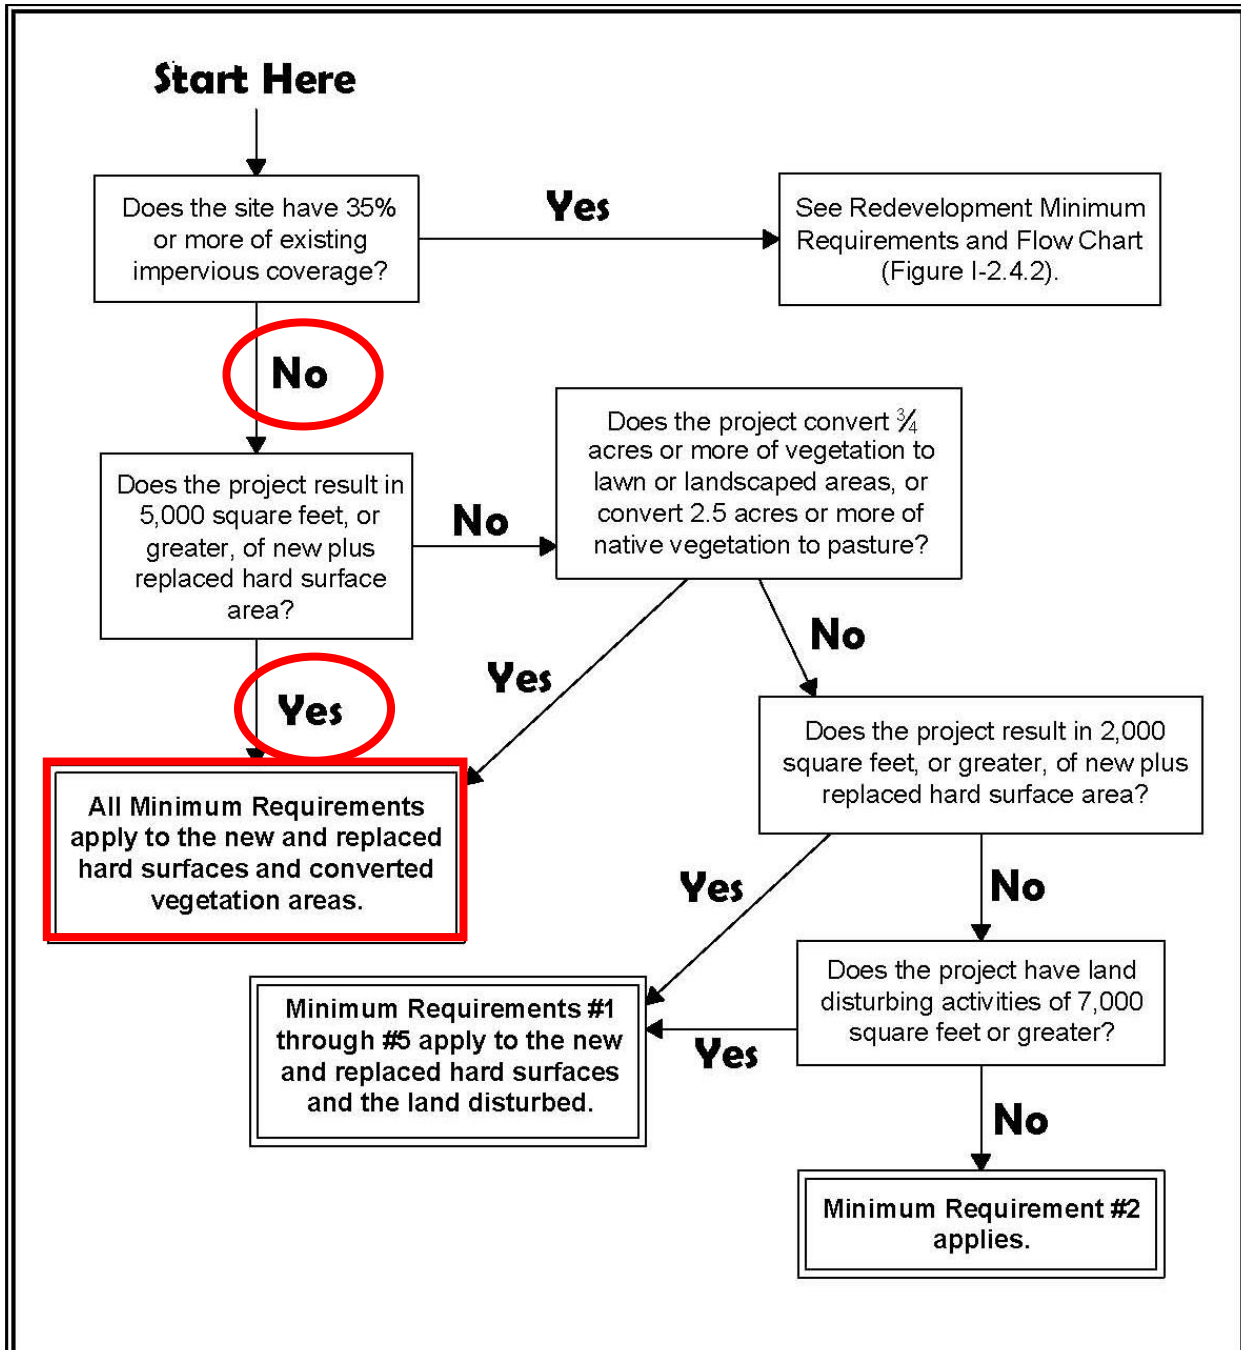 Start Here
Does the site have 35%
or more of existing
impervious coverage?
Yes
See Redevelopment Minimum
Requirements and Flow Chart
(Figure I-2.4.2).
No
Does the project result in
5,000 square feet, or
greater, of new plus
replaced hard surface
area?
No
Does the project convert ¾
acres or more of vegetation to
lawn or landscaped areas, or
convert 2.5 acres or more of
native vegetation to pasture?
Yes
Yes
No
All Minimum Requirements
apply to the new and replaced
hard surfaces and converted
vegetation areas.
Does the project result in 2,000
square feet, or greater, of new plus
replaced hard surface area?
Yes
No
Minimum Requirements #1
through #5 apply to the new
and replaced hard surfaces
and the land disturbed.
Yes
Does the project have land
disturbing activities of 7,000
square feet or greater?
No
Minimum Requirement #2
applies.